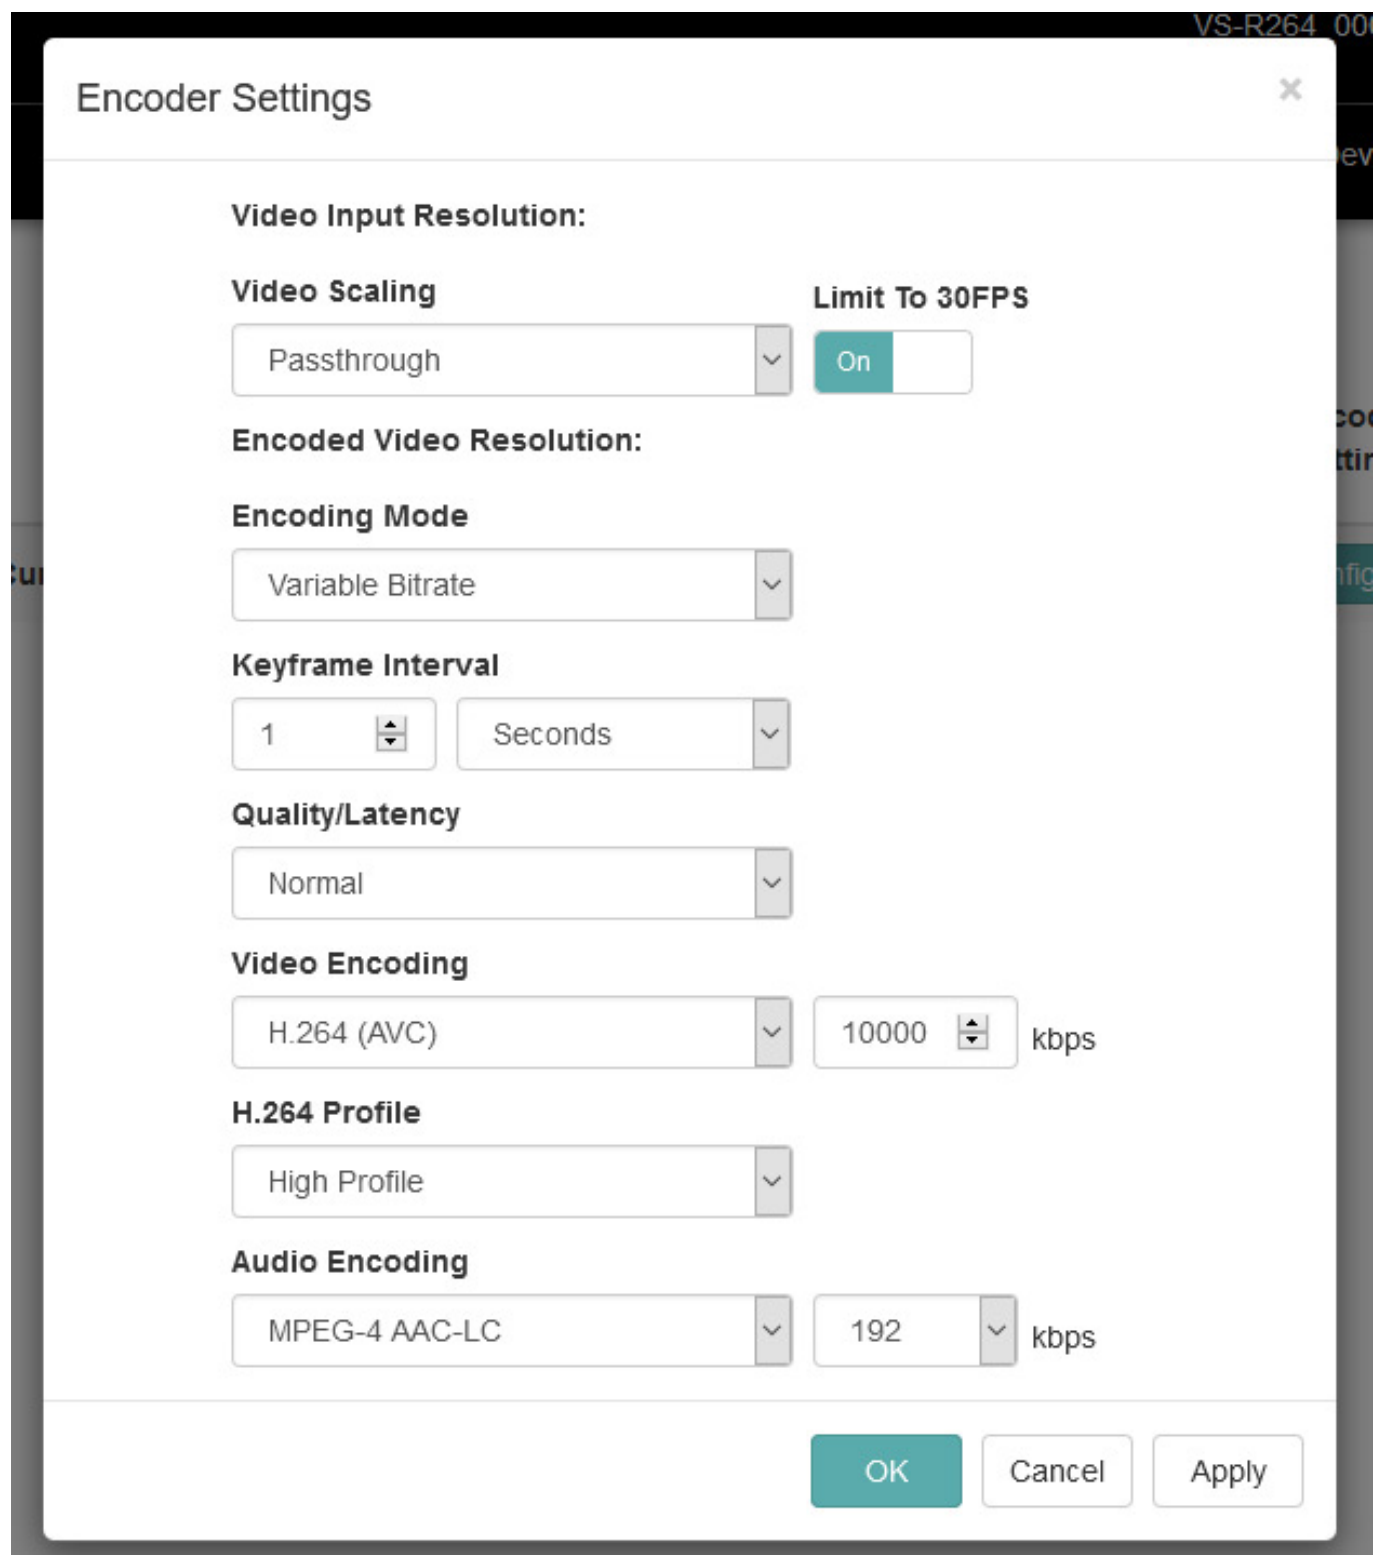 VS-R264_00
Encoder Settings
×
Video Input Resolution:
Video Scaling
Limit To 30FPS
Passthrough
On
Encoded Video Resolution:
Encoding Mode
Variable Bitrate
Keyframe Interval
1
Seconds
Quality/Latency
Normal
Video Encoding
H.264 (AVC)
10000
kbps
H.264 Profile
High Profile
Audio Encoding
MPEG-4 AAC-LC
192
kbps
OK
Cancel
Apply